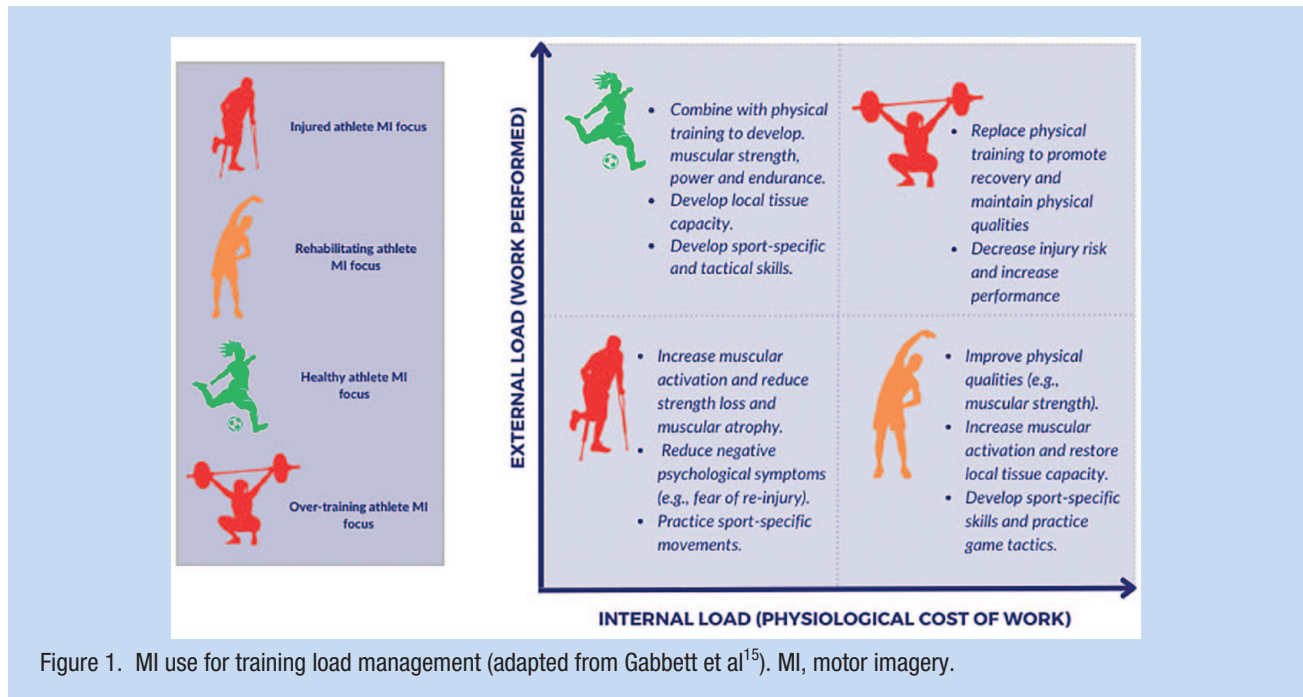 Injured athlete MI focus
Rehabilitating athlete
MI focus
Healthy athlete MI
focus
Over-training athlete MI
focus
EXTERNAL LOAD (WORK PERFORMED)
• Combine with physical
training to develop.
muscular strength,
power and endurance.
• Develop local tissue
capacity.
• Develop sport-specific
and tactical skills.
• Replace physical
training to promote
recovery and
maintain physical
qualities
• Decrease injury risk
and increase
performance
• Increase muscular
activation and reduce
strength loss and
muscular atrophy.
• Reduce negative
psychological symptoms
(e.g., fear of re-injury).
• Practice sport-specific
movements.
• Improve physical
qualities (e.g.,
muscular strength).
• Increase muscular
activation and restore
local tissue capacity.
• Develop sport-specific
skills and practice
game tactics.
INTERNAL LOAD (PHYSIOLOGICAL COST OF WORK)
Figure 1. MI use for training load management (adapted from Gabbett et al15). MI, motor imagery.